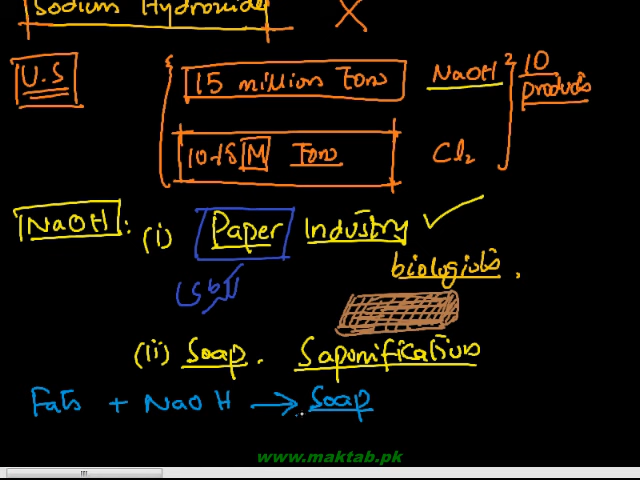 Sodium Hydroxide X
U.S 15 million Tons NaOH 10
products
10-18 M Tons Cl2
NaOH: (i) Paper Industry ✓
biologists.
(ii) Soap. Saponification
Fats + NaOH → Soap
www.maktab.pk